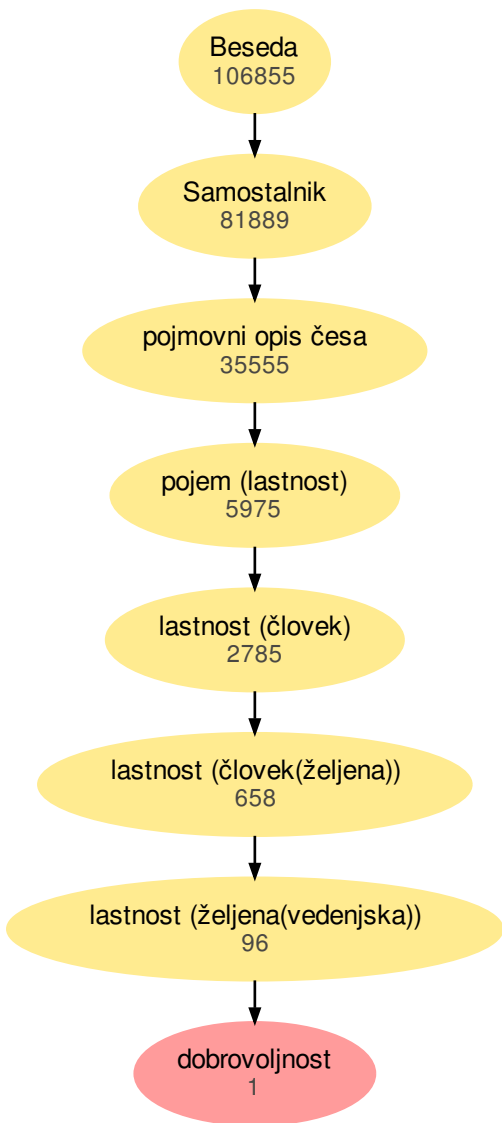 Beseda
106855
Samostalnik
81889
pojmovni opis česa
35555
pojem (lastnost)
5975
lastnost (človek)
2785
lastnost (človek(željena))
658
lastnost (željena(vedenjska))
96
dobrovoljnost
1